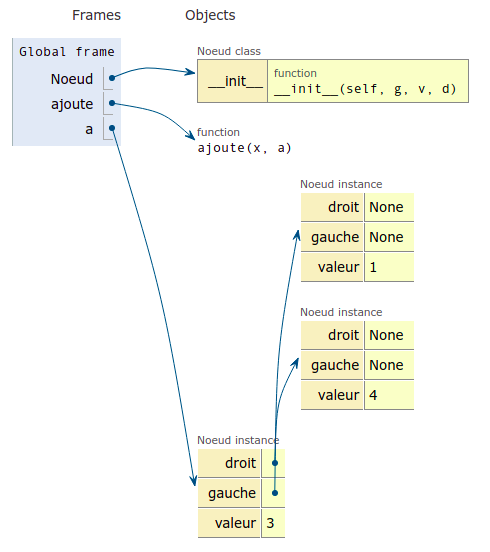 Frames Objects
Global frame
Noeud
ajoute
a
Noeud class
__init__
function
__init__(self, g, v, d)
function
ajoute(x, a)
Noeud instance
droit None
gauche None
valeur 1
Noeud instance
droit None
gauche None
valeur 4
Noeud instance
droit
gauche
valeur 3